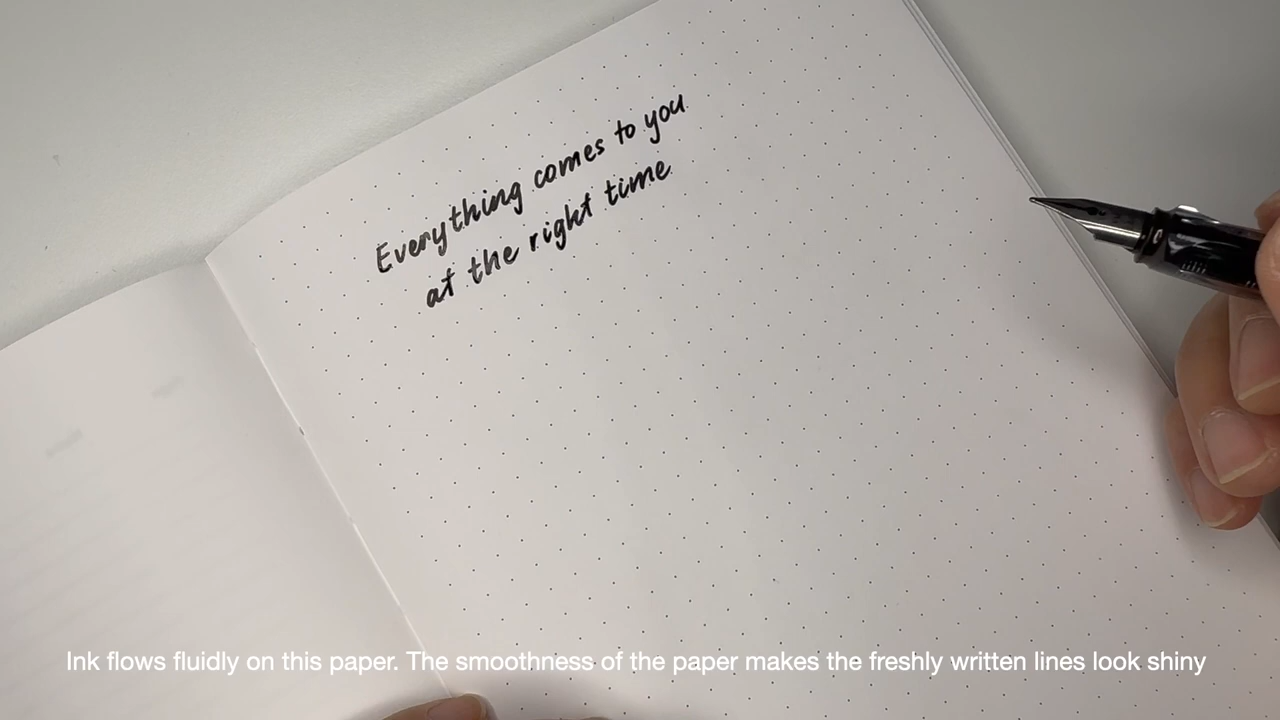 Everything comes to you
at the right time
Ink flows fluidly on this paper. The smoothness of the paper makes the freshly written lines look shiny